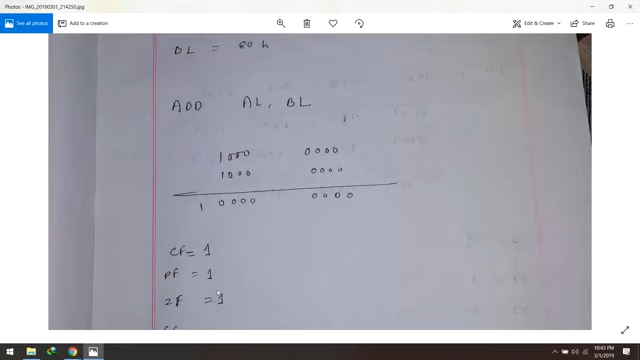 Photos - IMG_20190301_214250.jpg
See all photos
Add to a creation
Edit & Create
Share
BL = 80 h
ADD AL, BL
1000 0000
1000 0000
1 0000 0000
CF = 1
PF = 1
ZF = 1
10:43 PM
3/1/2019